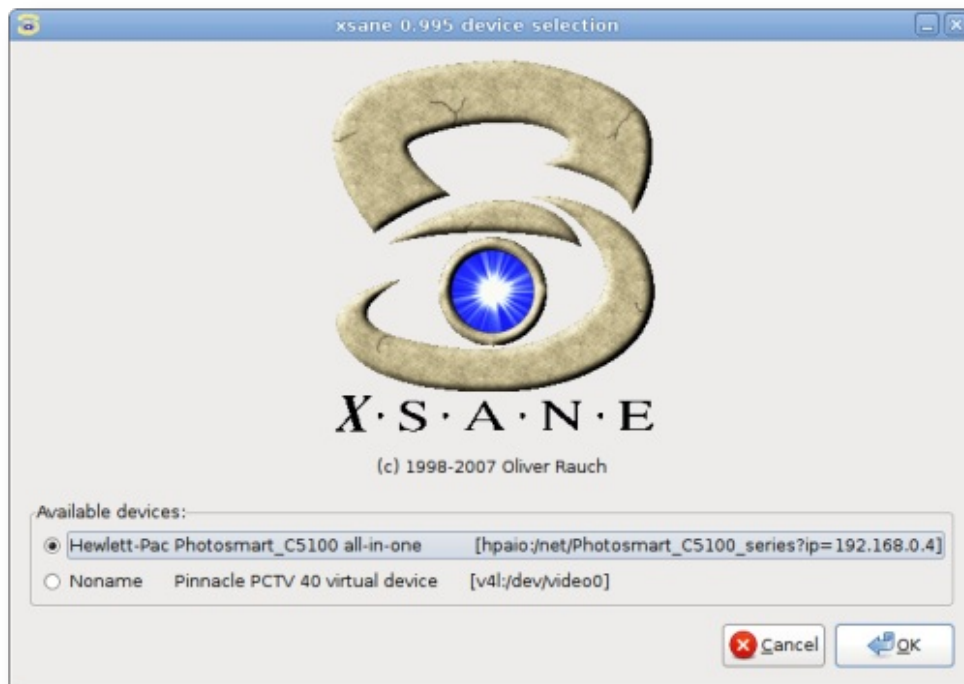 xsane 0.995 device selection
X·S·A·N·E
(c) 1998-2007 Oliver Rauch
Available devices:
Hewlett-Pac Photosmart_C5100 all-in-one [hpaio:/net/Photosmart_C5100_series?ip=192.168.0.4]
Noname Pinnacle PCTV 40 virtual device [v4l:/dev/video0]
Cancel OK